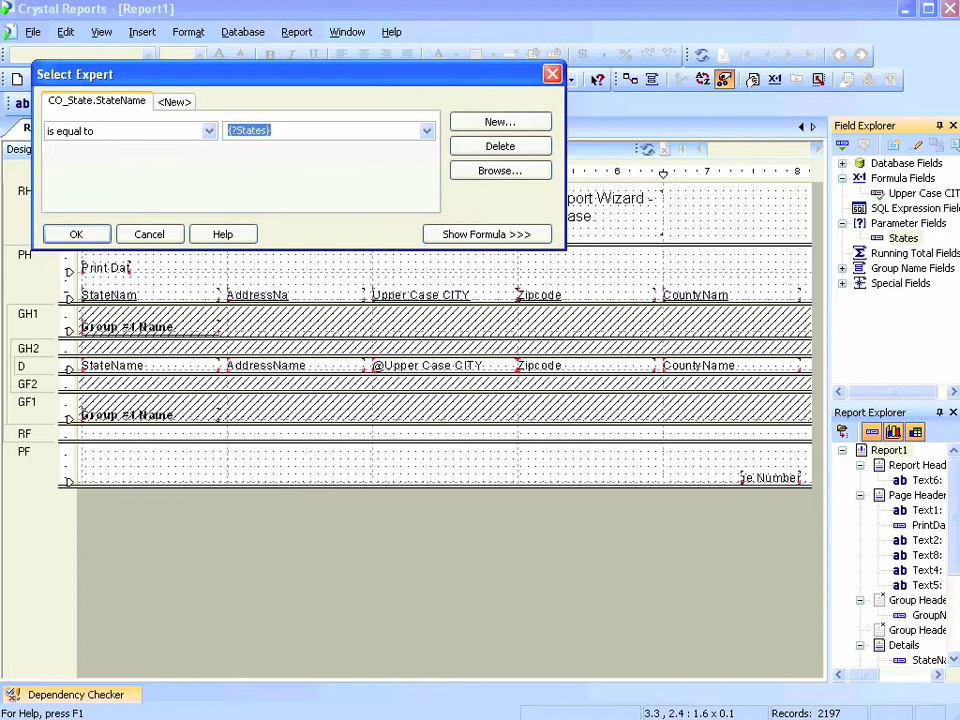 Crystal Reports - [Report1]
File Edit View Insert Format Database Report Window Help
Select Expert
CO_State.StateName <New>
is equal to {?States}
New...
Delete
Browse...
OK Cancel Help Show Formula >>>
Desig
6 7 8
RH
port Wizard -
ase.
PH
Print Dat
StateNam AddressNa Upper Case CITY Zipcode CountyNam
GH1
Group #1 Name
GH2
D StateName AddressName @Upper Case CITY Zipcode CountyName
GF2
GF1
Group #1 Name
RF
PF
ge Number
Field Explorer
Database Fields
Formula Fields
Upper Case CIT
SQL Expression Field
Parameter Fields
States
Running Total Fields
Group Name Fields
Special Fields
Report Explorer
Report1
Report Head
Text6:
Page Header
Text1:
PrintDa
Text2:
Text8:
Text4:
Text5:
Group Heade
GroupN
Group Heade
Details
StateNa
Dependency Checker
For Help, press F1 3.3 , 2.4 : 1.6 x 0.1 Records: 2197